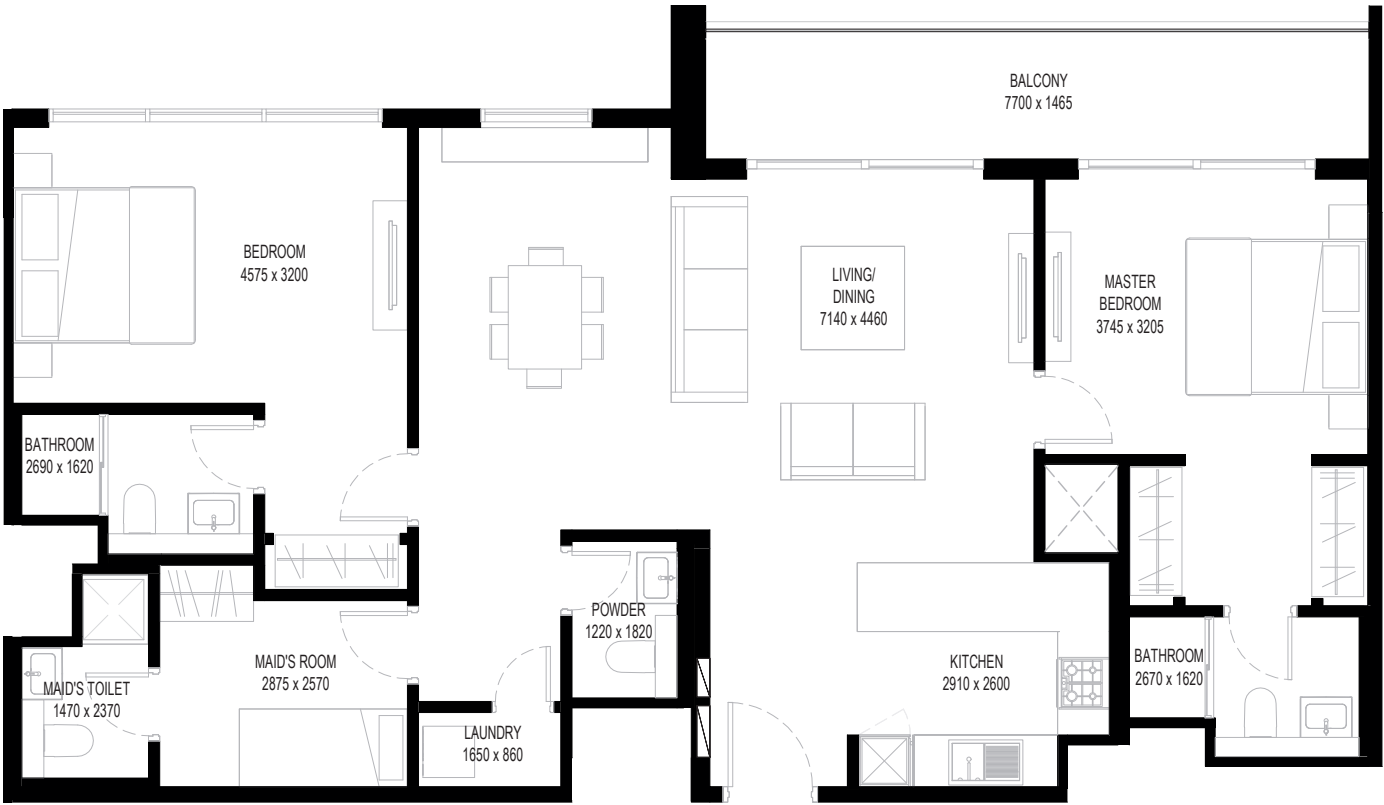 BALCONY
7700 x 1465
BEDROOM
4575 x 3200
LIVING/
DINING
7140 x 4460
MASTER
BEDROOM
3745 x 3205
BATHROOM
2690 x 1620
POWDER
1220 x 1820
MAID'S ROOM
2875 x 2570
KITCHEN
2910 x 2600
BATHROOM
2670 x 1620
MAID'S TOILET
1470 x 2370
LAUNDRY
1650 x 860